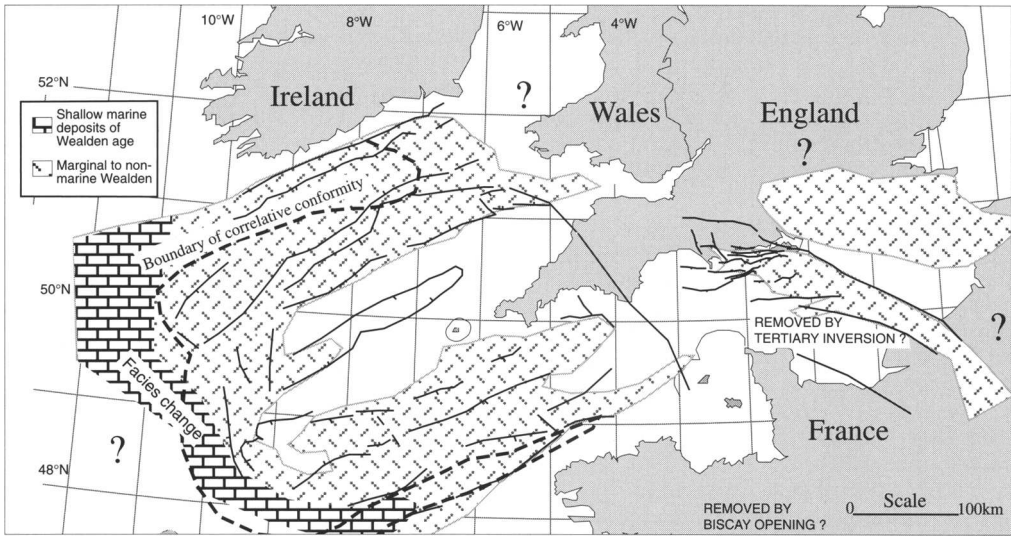 10°W
8°W
6°W
4°W
52°N
Ireland
?
Wales
England
?
Shallow marine
deposits of
Wealden age
Marginal to non-
marine Wealden
Boundary of correlative conformity
50°N
REMOVED BY
TERTIARY INVERSION ?
?
Facies change
?
France
48°N
REMOVED BY
BISCAY OPENING ?
0 Scale 100km